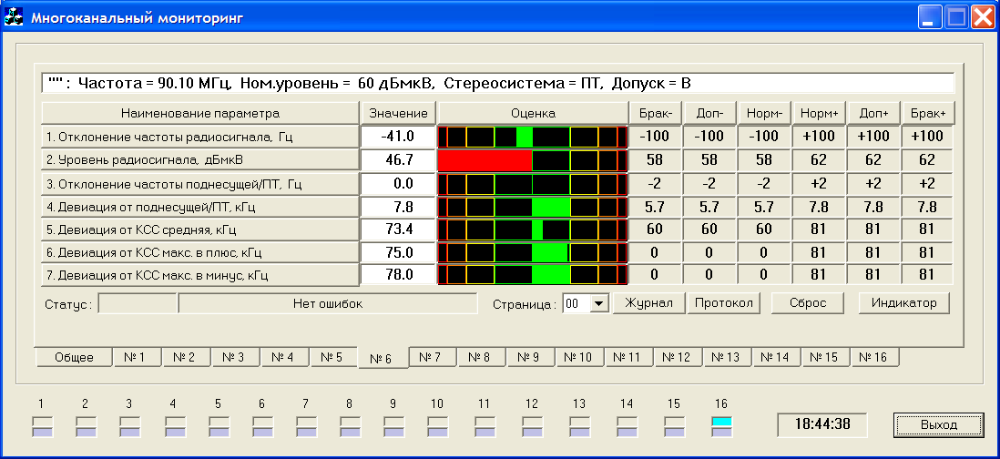 Многоканальный мониторинг
"" : Частота = 90.10 МГц, Ном.уровень = 60 дБмкВ, Стереосистема = ПТ, Допуск = В
Наименование параметра Значение Оценка Брак- Доп- Норм- Норм+ Доп+ Брак+
1. Отклонение частоты радиосигнала, Гц -41.0 -100 -100 -100 +100 +100 +100
2. Уровень радиосигнала, дБмкВ 46.7 58 58 58 62 62 62
3. Отклонение частоты поднесущей/ПТ, Гц 0.0 -2 -2 -2 +2 +2 +2
4. Девиация от поднесущей/ПТ, кГц 7.8 5.7 5.7 5.7 7.8 7.8 7.8
5. Девиация от КСС средняя, кГц 73.4 60 60 60 81 81 81
6. Девиация от КСС макс. в плюс, кГц 75.0 0 0 0 81 81 81
7. Девиация от КСС макс. в минус, кГц 78.0 0 0 0 81 81 81
Статус : Нет ошибок Страница : 00 Журнал Протокол Сброс Индикатор
Общее № 1 № 2 № 3 № 4 № 5 № 6 № 7 № 8 № 9 № 10 № 11 № 12 № 13 № 14 № 15 № 16
1 2 3 4 5 6 7 8 9 10 11 12 13 14 15 16
18:44:38 Выход